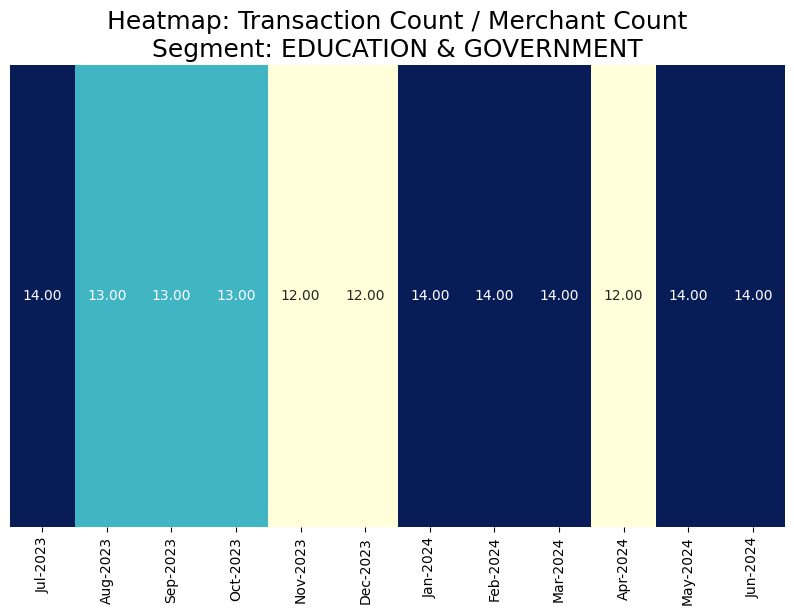 Heatmap: Transaction Count / Merchant Count
Segment: EDUCATION & GOVERNMENT
14.00 13.00 13.00 13.00 12.00 12.00 14.00 14.00 14.00 12.00 14.00 14.00
Jul-2023 Aug-2023 Sep-2023 Oct-2023 Nov-2023 Dec-2023 Jan-2024 Feb-2024 Mar-2024 Apr-2024 May-2024 Jun-2024